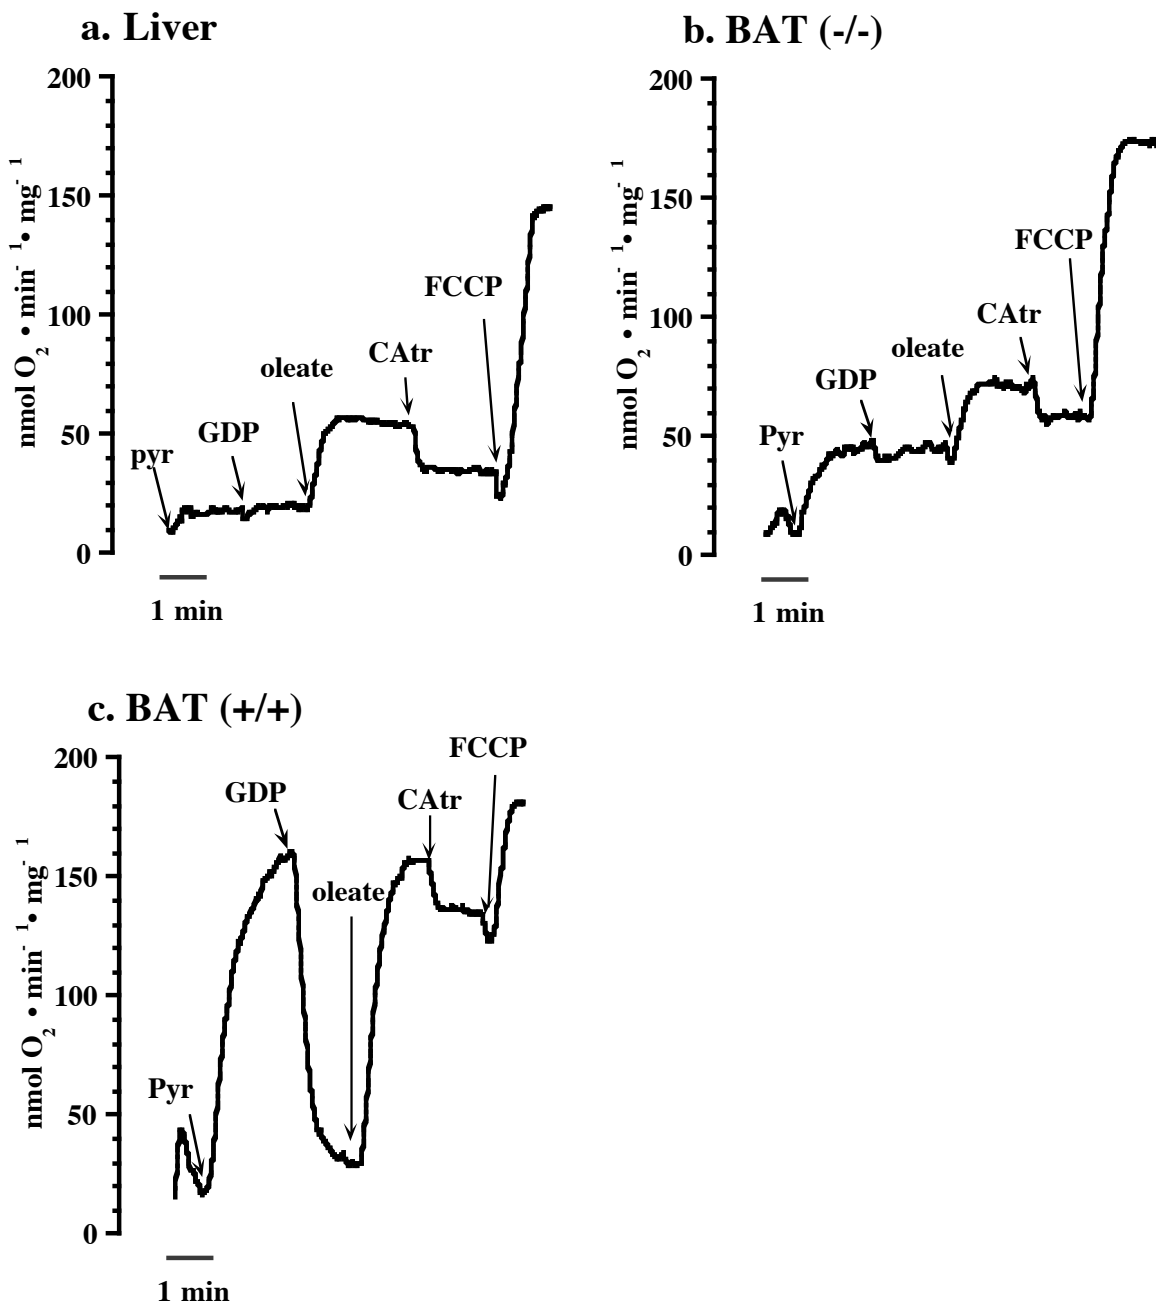 a. Liver
200
150
100
50
0
nmol O₂ • min⁻ ¹• mg⁻ ¹
pyr
GDP
oleate
CAtr
FCCP
1 min
b. BAT (-/-)
200
150
100
50
0
nmol O₂ • min⁻ ¹• mg⁻ ¹
Pyr
GDP
oleate
CAtr
FCCP
1 min
c. BAT (+/+)
200
150
100
50
0
nmol O₂ • min⁻ ¹• mg⁻ ¹
Pyr
GDP
oleate
CAtr
FCCP
1 min